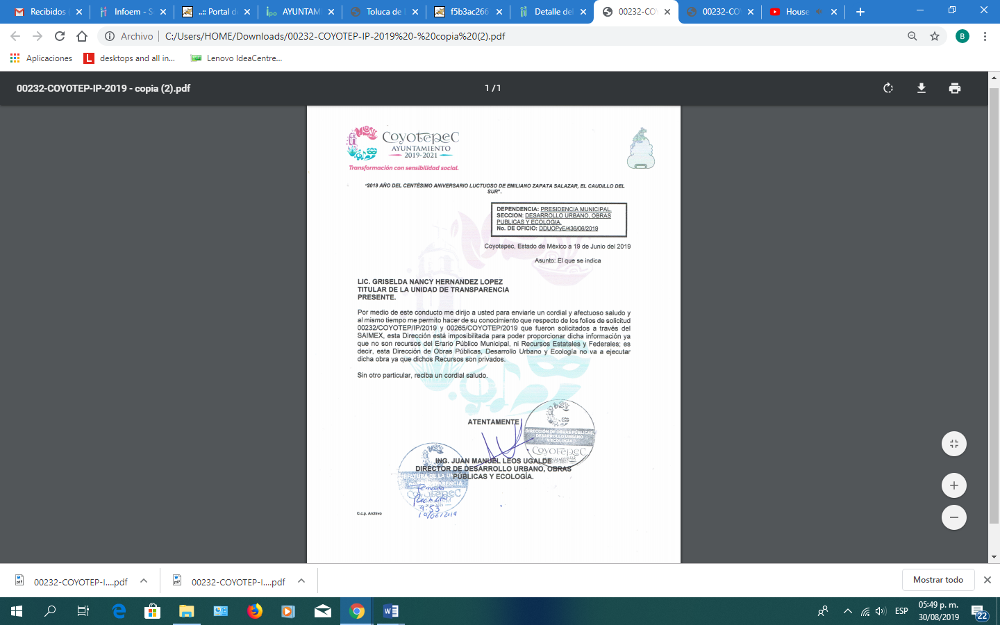 Recibidos
Infoem - S
..:: Portal de
AYUNTAM
Toluca de
f5b3ac266
Detalle del
00232-COY
00232-CO
House
Archivo
C:/Users/HOME/Downloads/00232-COYOTEP-IP-2019%20-%20copia%20(2).pdf
B
Aplicaciones
desktops and all in...
Lenovo IdeaCentre...
00232-COYOTEP-IP-2019 - copia (2).pdf
1 / 1
Coyotepec
AYUNTAMIENTO
2019-2021
Transformación con sensibilidad social.
"2019 AÑO DEL CENTÉSIMO ANIVERSARIO LUCTUOSO DE EMILIANO ZAPATA SALAZAR, EL CAUDILLO DEL
SUR".
DEPENDENCIA: PRESIDENCIA MUNICIPAL.
SECCION: DESARROLLO URBANO, OBRAS
PUBLICAS Y ECOLOGIA.
No. DE OFICIO: DDUOPyE/436/06/2019
Coyotepec, Estado de México a 19 de Junio del 2019
Asunto: El que se indica
LIC. GRISELDA NANCY HERNANDEZ LOPEZ
TITULAR DE LA UNIDAD DE TRANSPARENCIA
PRESENTE.
Por medio de este conducto me dirijo a usted para enviarle un cordial y afectuoso saludo y
al mismo tiempo me permito hacer de su conocimiento que respecto de los folios de solicitud
00232/COYOTEP/IP/2019 y 00265/COYOTEP/2019 que fueron solicitados a través del
SAIMEX, esta Dirección está imposibilitada para poder proporcionar dicha información ya
que no son recursos del Erario Público Municipal, ni Recursos Estatales y Federales; es
decir, esta Dirección de Obras Públicas, Desarrollo Urbano y Ecología no va a ejecutar
dicha obra ya que dichos Recursos son privados.
Sin otro particular, reciba un cordial saludo.
ATENTAMENTE
DIRECCIÓN DE OBRAS PÚBLICAS,
DESARROLLO URBANO
Y ECOLOGÍA
Coyotepec
ING. JUAN MANUEL LEOS UGALDE
DIRECTOR DE DESARROLLO URBANO, OBRAS
PÚBLICAS Y ECOLOGÍA.
JEFATURA DE LA
Coyotepec
9:53
C.c.p. Archivo
00232-COYOTEP-I....pdf
00232-COYOTEP-I....pdf
Mostrar todo
ESP
05:49 p. m.
30/08/2019
22